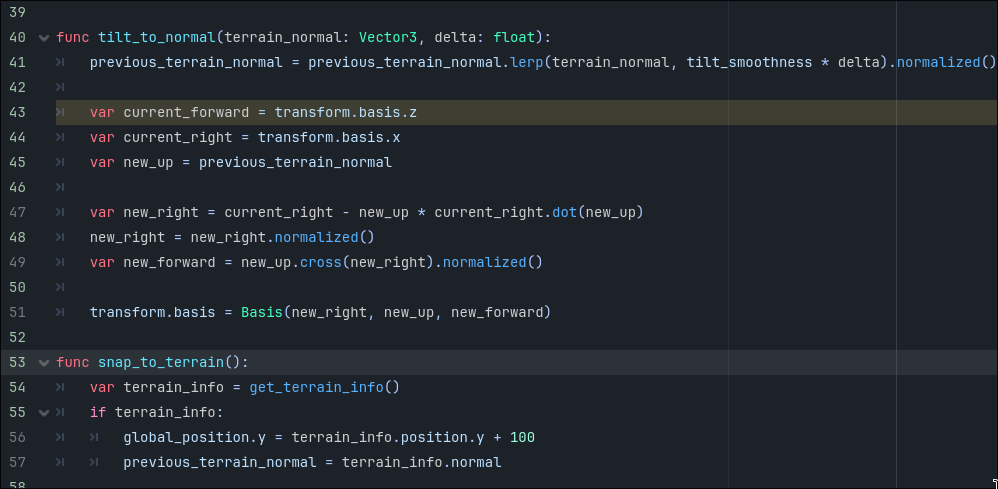 39
40 func tilt_to_normal(terrain_normal: Vector3, delta: float):
41 previous_terrain_normal = previous_terrain_normal.lerp(terrain_normal, tilt_smoothness * delta).normalized()
42
43 var current_forward = transform.basis.z
44 var current_right = transform.basis.x
45 var new_up = previous_terrain_normal
46
47 var new_right = current_right - new_up * current_right.dot(new_up)
48 new_right = new_right.normalized()
49 var new_forward = new_up.cross(new_right).normalized()
50
51 transform.basis = Basis(new_right, new_up, new_forward)
52
53 func snap_to_terrain():
54 var terrain_info = get_terrain_info()
55 if terrain_info:
56 global_position.y = terrain_info.position.y + 100
57 previous_terrain_normal = terrain_info.normal
58